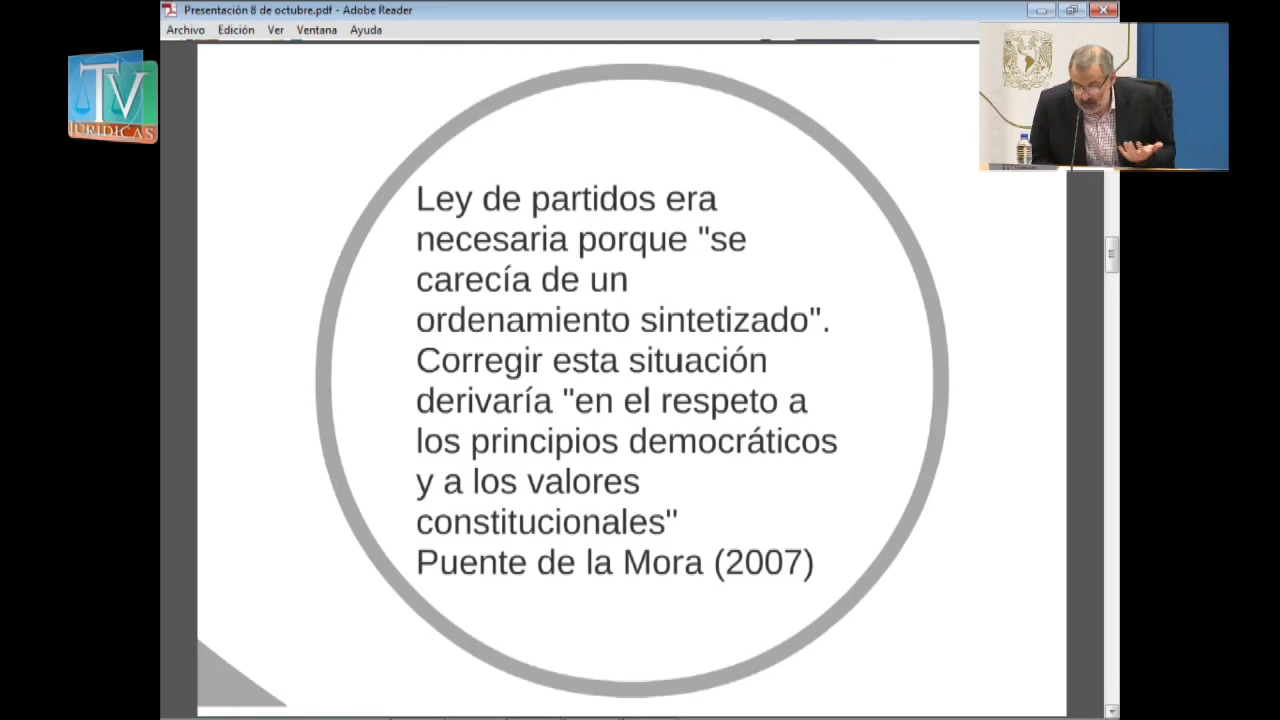 Presentación 8 de octubre.pdf - Adobe Reader
Archivo Edición Ver Ventana Ayuda
TV
JURIDICAS
Ley de partidos era
necesaria porque "se
carecía de un
ordenamiento sintetizado".
Corregir esta situación
derivaría "en el respeto a
los principios democráticos
y a los valores
constitucionales"
Puente de la Mora (2007)